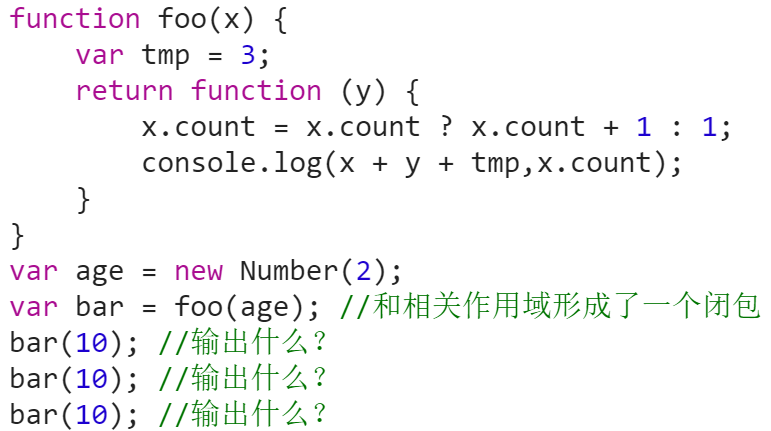 function foo(x) {
    var tmp = 3;
    return function (y) {
        x.count = x.count ? x.count + 1 : 1;
        console.log(x + y + tmp,x.count);
    }
}
var age = new Number(2);
var bar = foo(age); //和相关作用域形成了一个闭包
bar(10); //输出什么？
bar(10); //输出什么？
bar(10); //输出什么？